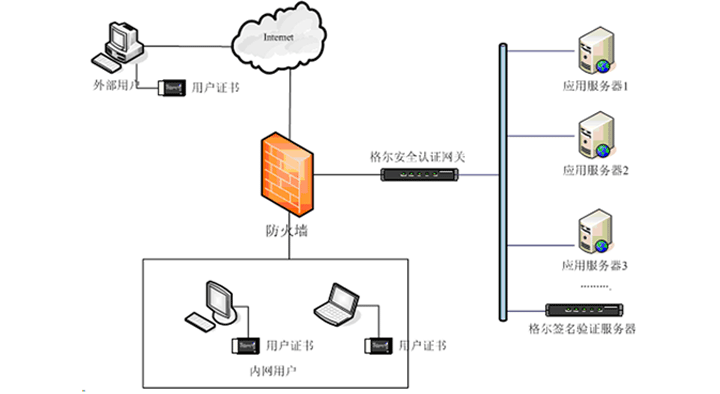 Internet
外部用户
用户证书
应用服务器1
格尔安全认证网关
应用服务器2
防火墙
应用服务器3
.........
格尔签名验证服务器
用户证书
用户证书
内网用户